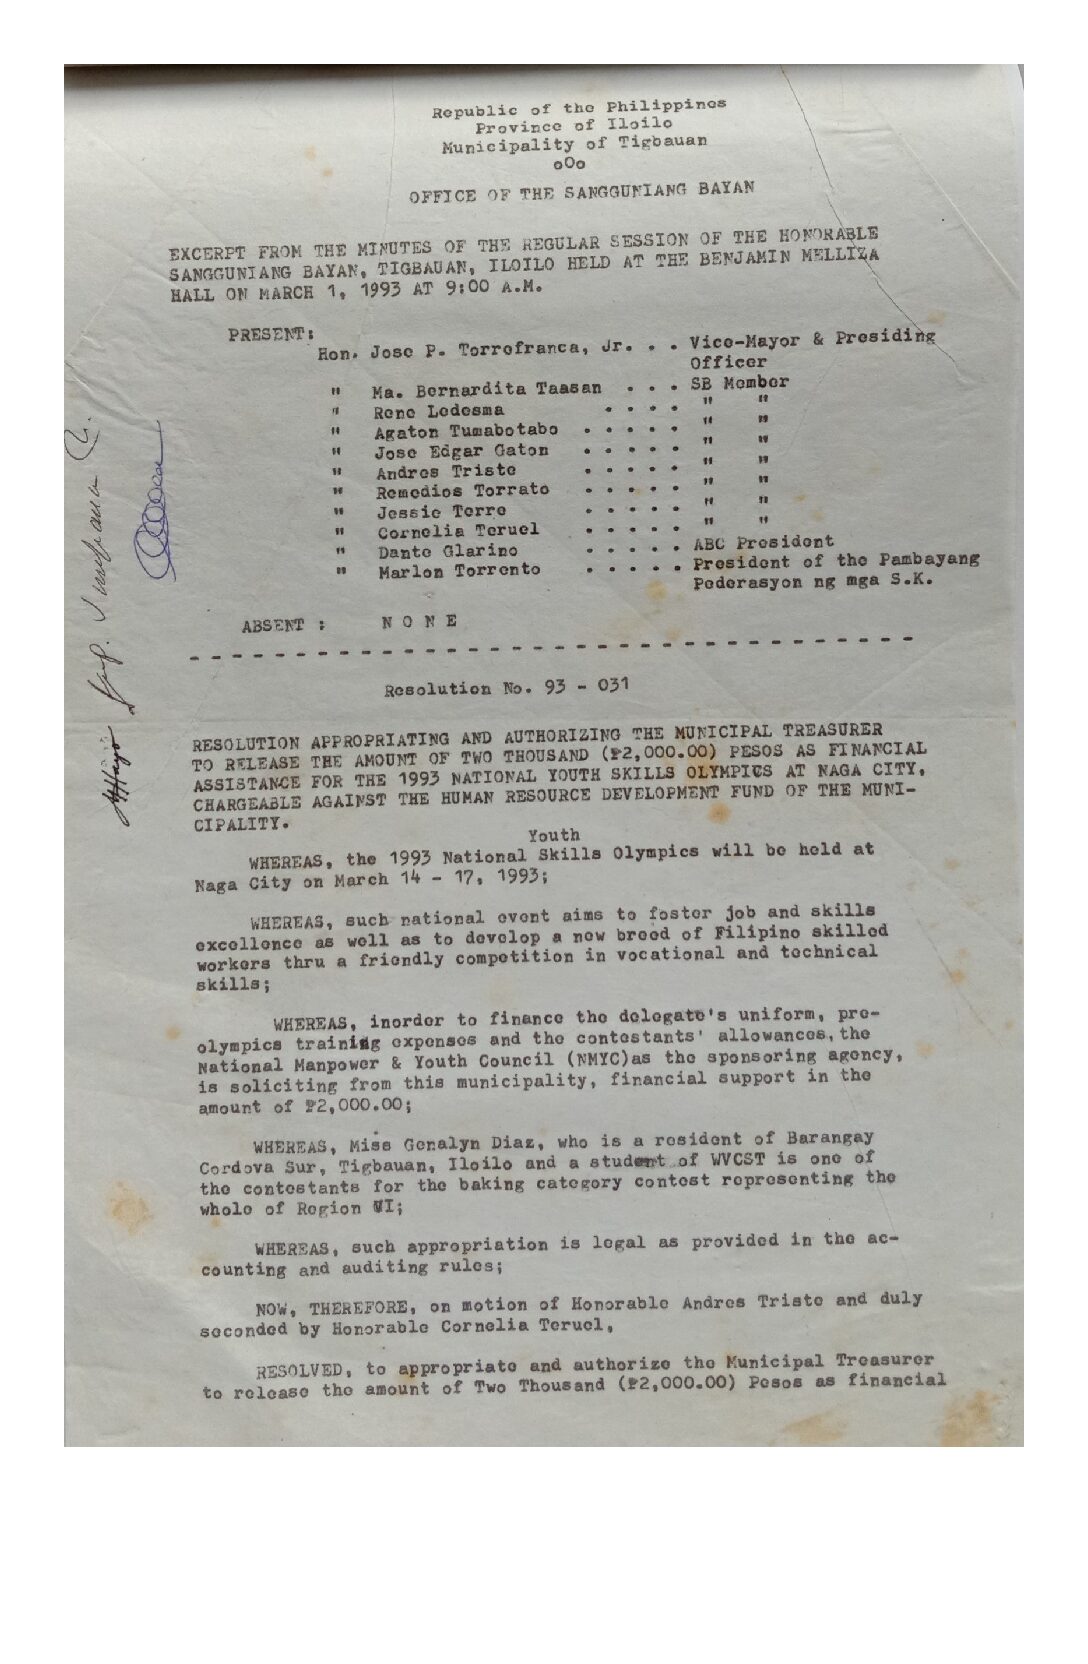 Republic of the Philippines
Province of Iloilo
Municipality of Tigbauan
oOo
OFFICE OF THE SANGGUNIANG BAYAN
EXCERPT FROM THE MINUTES OF THE REGULAR SESSION OF THE HONORABLE
SANGGUNIANG BAYAN, TIGBAUAN, ILOILO HELD AT THE BENJAMIN MELLIZA
HALL ON MARCH 1, 1993 AT 9:00 A.M.
PRESENT:
Hon. Jose P. Torrefranca, Jr. . . . Vice-Mayor & Presiding
Officer
" Ma. Bernardita Taasan . . . SB Member
" Rene Ledesma . . . . " "
" Agaton Tumabotabo . . . . . " "
" Jose Edgar Gaton . . . . . " "
" Andres Triste . . . . . " "
" Remedios Torrato . . . . . " "
" Jessie Terre . . . . . " "
" Cornelia Teruel . . . . . " "
" Dante Glarino . . . . . ABC President
" Marlon Torrento . . . . . President of the Pambayang
Pederasyon ng mga S.K.
ABSENT : N O N E
- - - - - - - - - - - - - - - - - - - - - - - - - - - - - - - - - -
Resolution No. 93 - 031
RESOLUTION APPROPRIATING AND AUTHORIZING THE MUNICIPAL TREASURER
TO RELEASE THE AMOUNT OF TWO THOUSAND (₱2,000.00) PESOS AS FINANCIAL
ASSISTANCE FOR THE 1993 NATIONAL YOUTH SKILLS OLYMPICS AT NAGA CITY,
CHARGEABLE AGAINST THE HUMAN RESOURCE DEVELOPMENT FUND OF THE MUNI-
CIPALITY.
Youth
WHEREAS, the 1993 National Skills Olympics will be held at
Naga City on March 14 - 17, 1993;
WHEREAS, such national event aims to foster job and skills
excellence as well as to develop a new breed of Filipino skilled
workers thru a friendly competition in vocational and technical
skills;
WHEREAS, inorder to finance the delegate's uniform, pre-
olympics training expenses and the contestants' allowances, the
National Manpower & Youth Council (NMYC)as the sponsoring agency,
is soliciting from this municipality, financial support in the
amount of ₱2,000.00;
WHEREAS, Miss Genalyn Diaz, who is a resident of Barangay
Cordova Sur, Tigbauan, Iloilo and a student of WVCST is one of
the contestants for the baking category contest representing the
whole of Region VI;
WHEREAS, such appropriation is legal as provided in the ac-
counting and auditing rules;
NOW, THEREFORE, on motion of Honorable Andres Triste and duly
seconded by Honorable Cornelia Teruel,
RESOLVED, to appropriate and authorize the Municipal Treasurer
to release the amount of Two Thousand (₱2,000.00) Pesos as financial